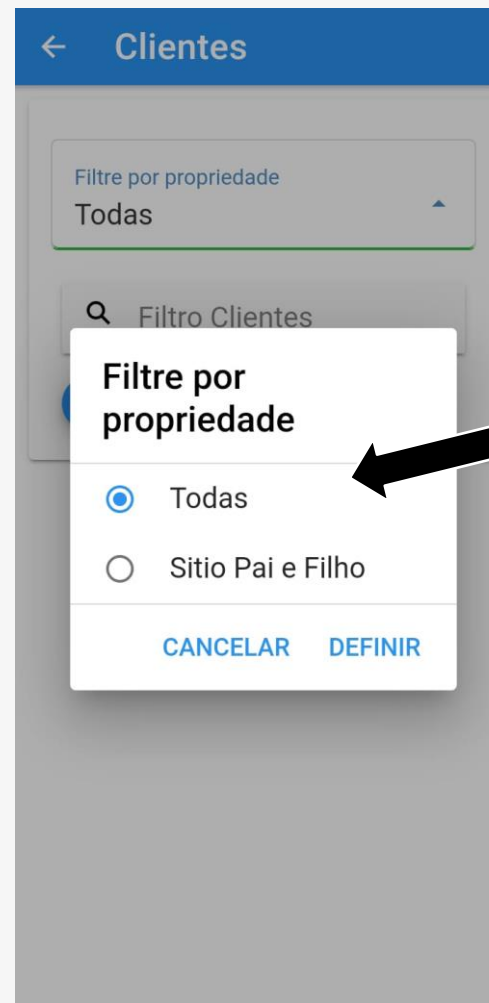 Clientes
Filtre por propriedade
Todas
Filtro Clientes
Filtre por
propriedade
Todas
Sitio Pai e Filho
CANCELAR DEFINIR